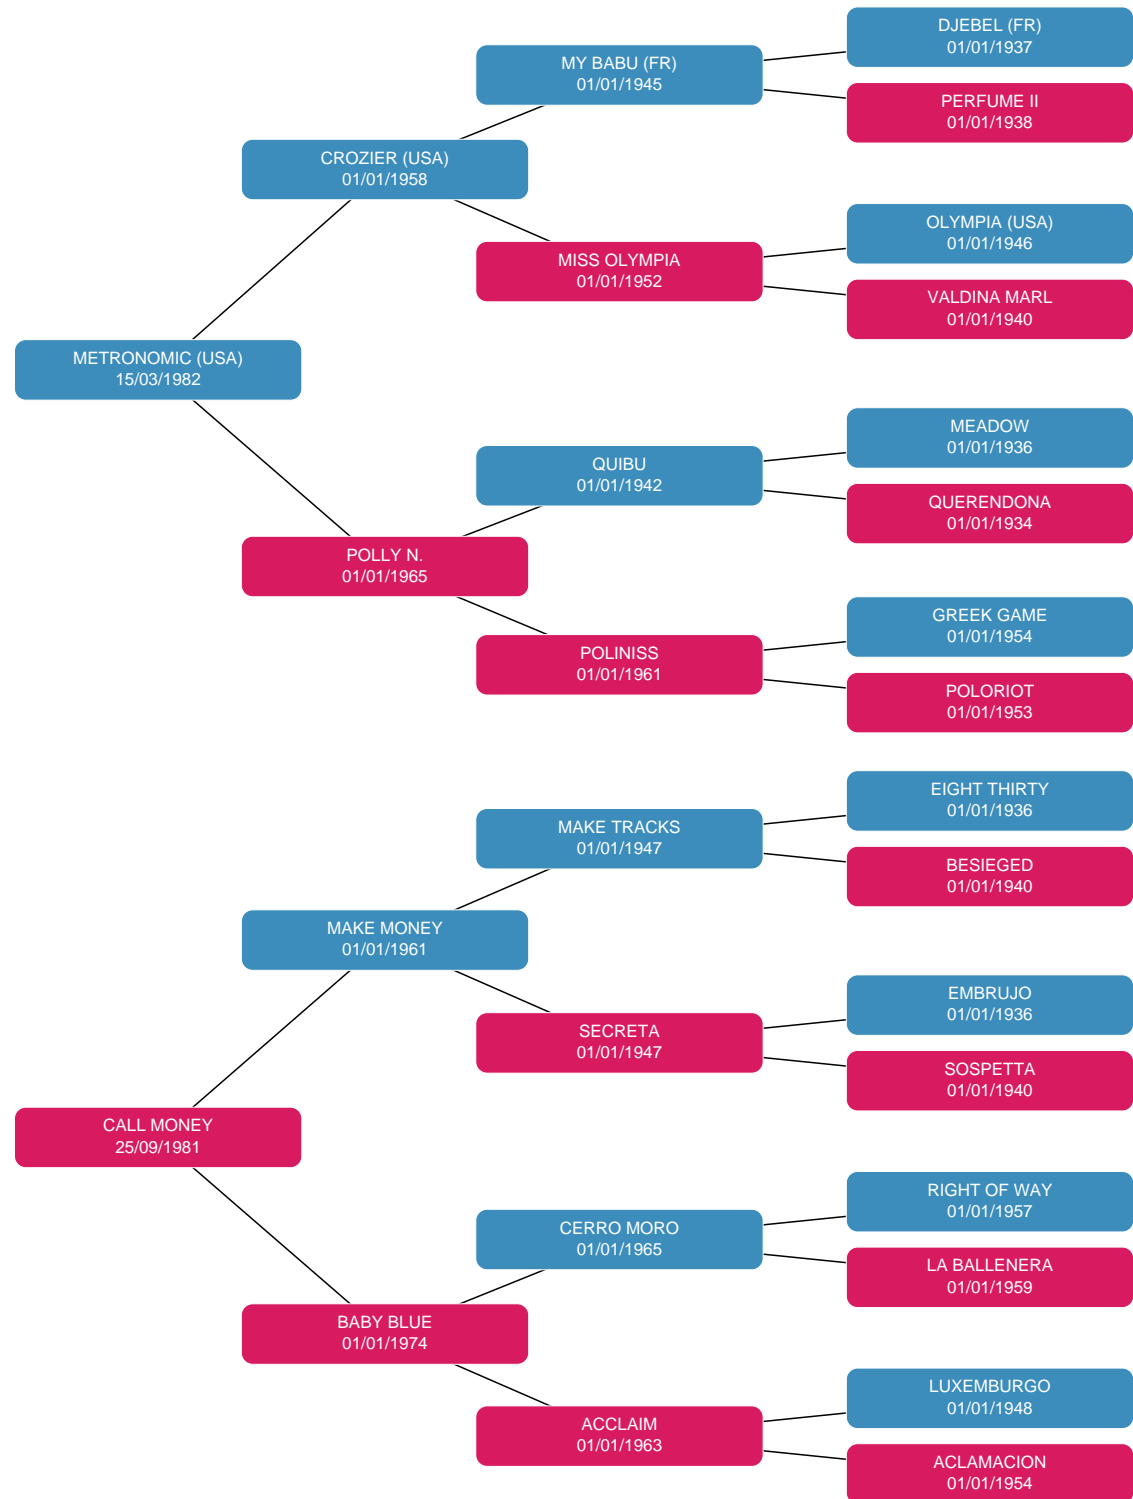 DJEBEL (FR)
01/01/1937
MY BABU (FR)
01/01/1945
PERFUME II
01/01/1938
CROZIER (USA)
01/01/1958
OLYMPIA (USA)
01/01/1946
MISS OLYMPIA
01/01/1952
VALDINA MARL
01/01/1940
METRONOMIC (USA)
15/03/1982
MEADOW
01/01/1936
QUIBU
01/01/1942
QUERENDONA
01/01/1934
POLLY N.
01/01/1965
GREEK GAME
01/01/1954
POLINISS
01/01/1961
POLORIOT
01/01/1953
EIGHT THIRTY
01/01/1936
MAKE TRACKS
01/01/1947
BESIEGED
01/01/1940
MAKE MONEY
01/01/1961
EMBRUJO
01/01/1936
SECRETA
01/01/1947
SOSPETTA
01/01/1940
CALL MONEY
25/09/1981
RIGHT OF WAY
01/01/1957
CERRO MORO
01/01/1965
LA BALLENERA
01/01/1959
BABY BLUE
01/01/1974
LUXEMBURGO
01/01/1948
ACCLAIM
01/01/1963
ACLAMACION
01/01/1954